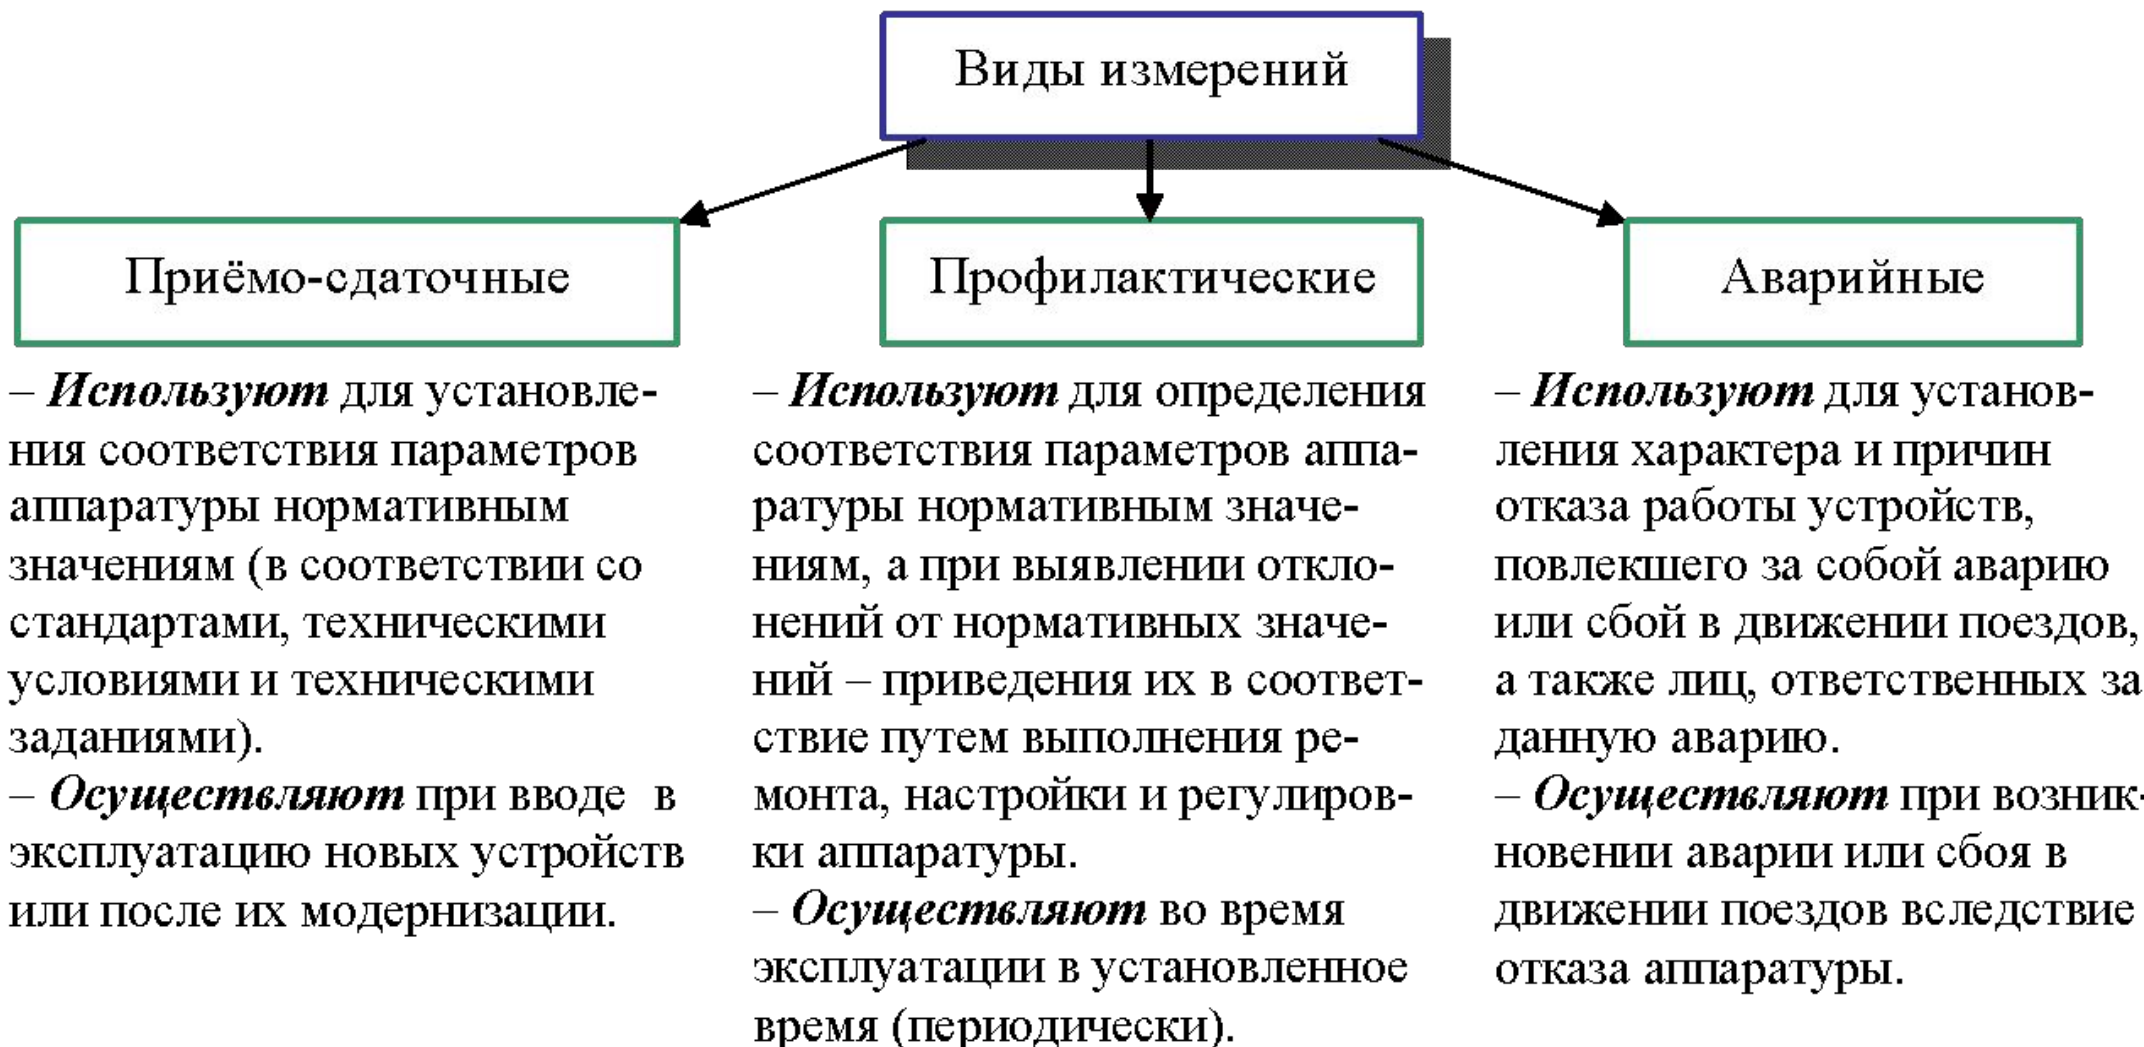 Виды измерений
Приёмо-сдаточные
– Используют для установле-
ния соответствия параметров
аппаратуры нормативным
значениям (в соответствии со
стандартами, техническими
условиями и техническими
заданиями).
– Осуществляют при вводе в
эксплуатацию новых устройств
или после их модернизации.
Профилактические
– Используют для определения
соответствия параметров аппа-
ратуры нормативным значе-
ниям, а при выявлении откло-
нений от нормативных значе-
ний – приведения их в соответ-
ствие путем выполнения ре-
монта, настройки и регулиров-
ки аппаратуры.
– Осуществляют во время
эксплуатации в установленное
время (периодически).
Аварийные
– Используют для установ-
ления характера и причин
отказа работы устройств,
повлекшего за собой аварию
или сбой в движении поездов,
а также лиц, ответственных за
данную аварию.
– Осуществляют при возник-
новении аварии или сбоя в
движении поездов вследствие
отказа аппаратуры.